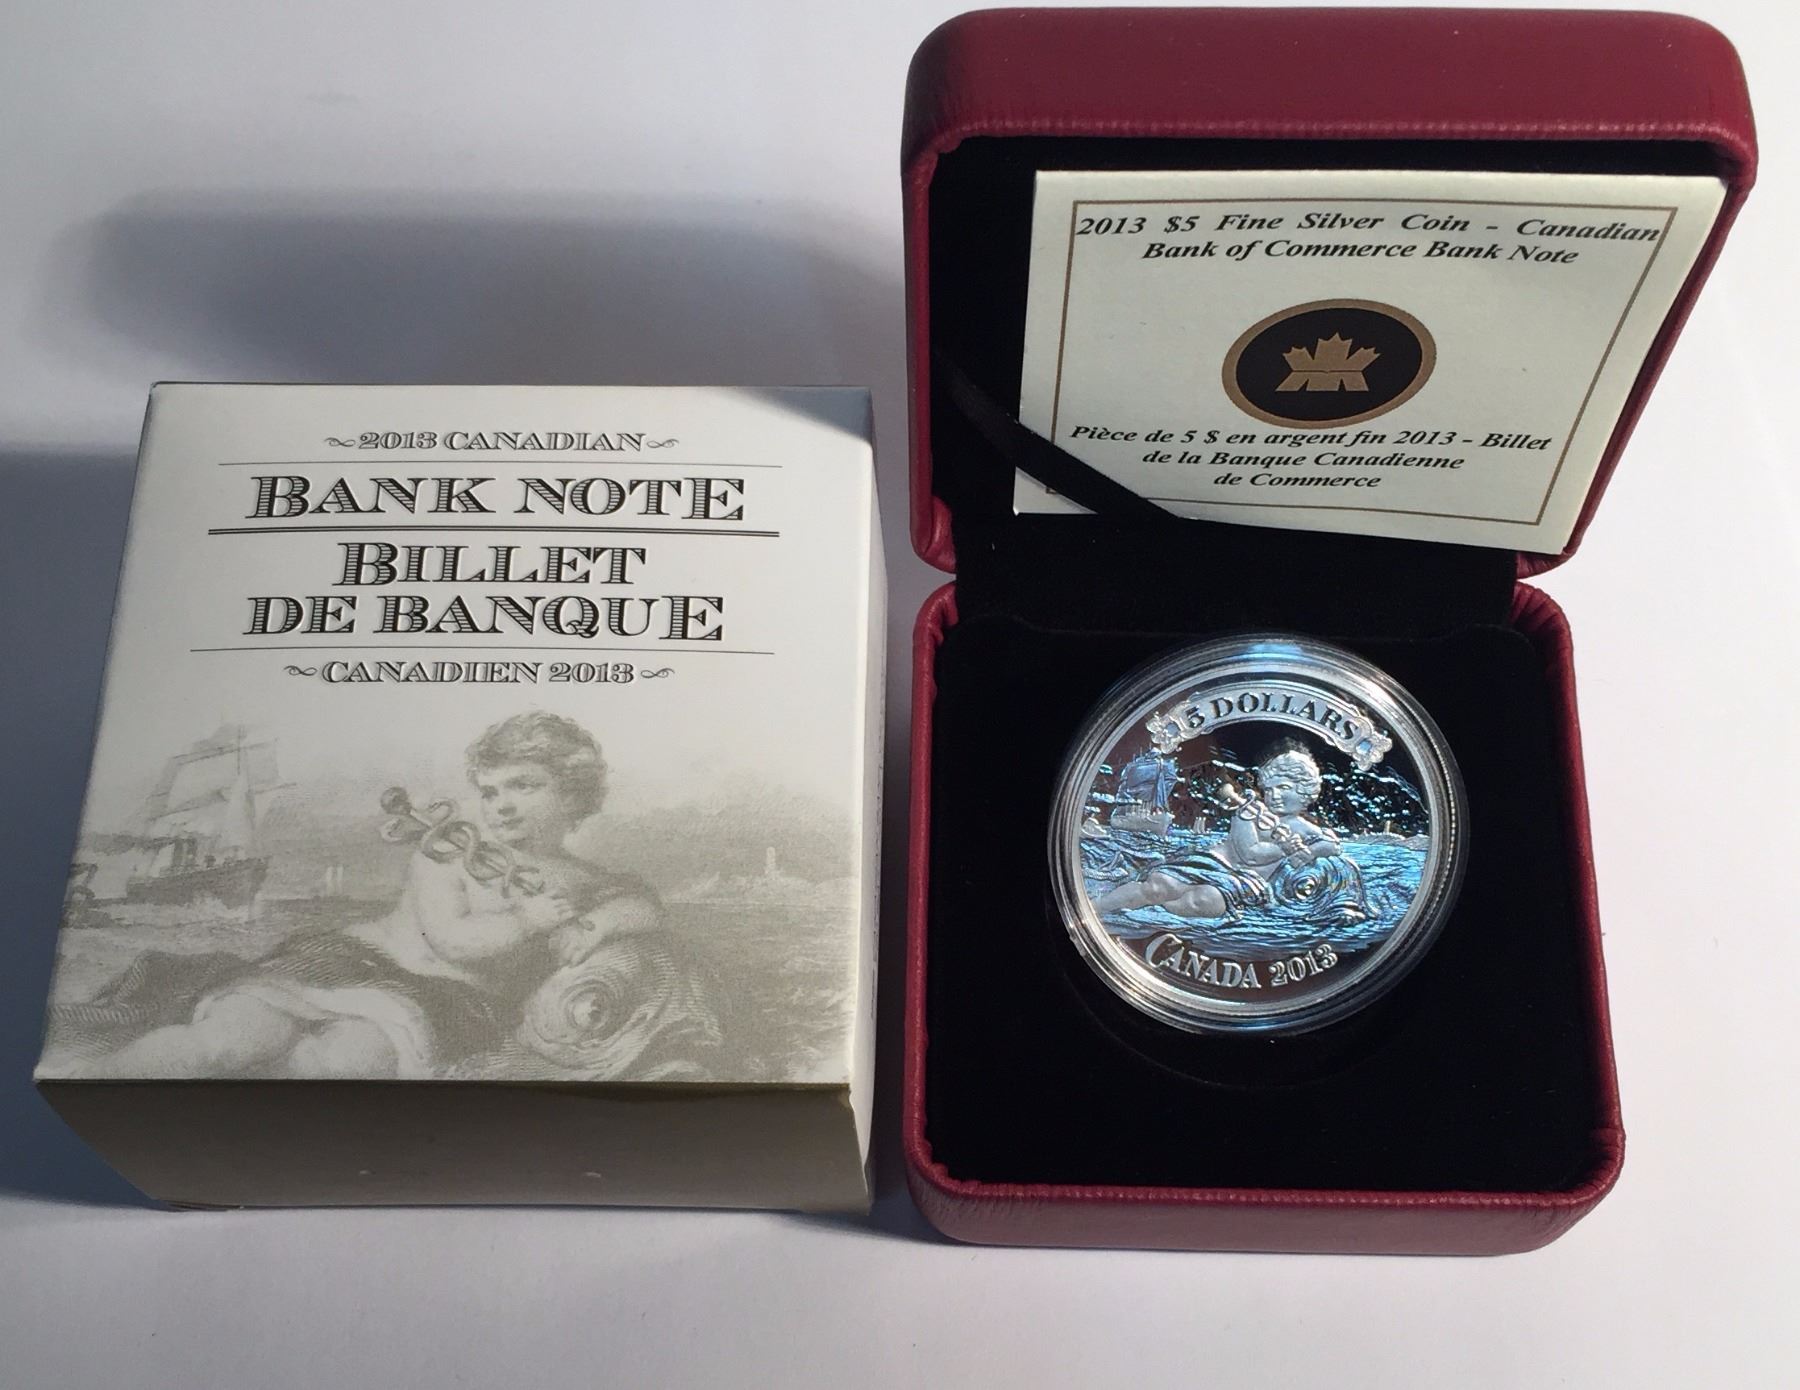 ~2013 CANADIAN~
BANK NOTE
BILLET
DE BANQUE
~CANADIEN 2013~
2013 $5 Fine Silver Coin - Canadian
Bank of Commerce Bank Note
Pièce de 5 $ en argent fin 2013 - Billet
de la Banque Canadienne
de Commerce
5 DOLLARS
CANADA 2013